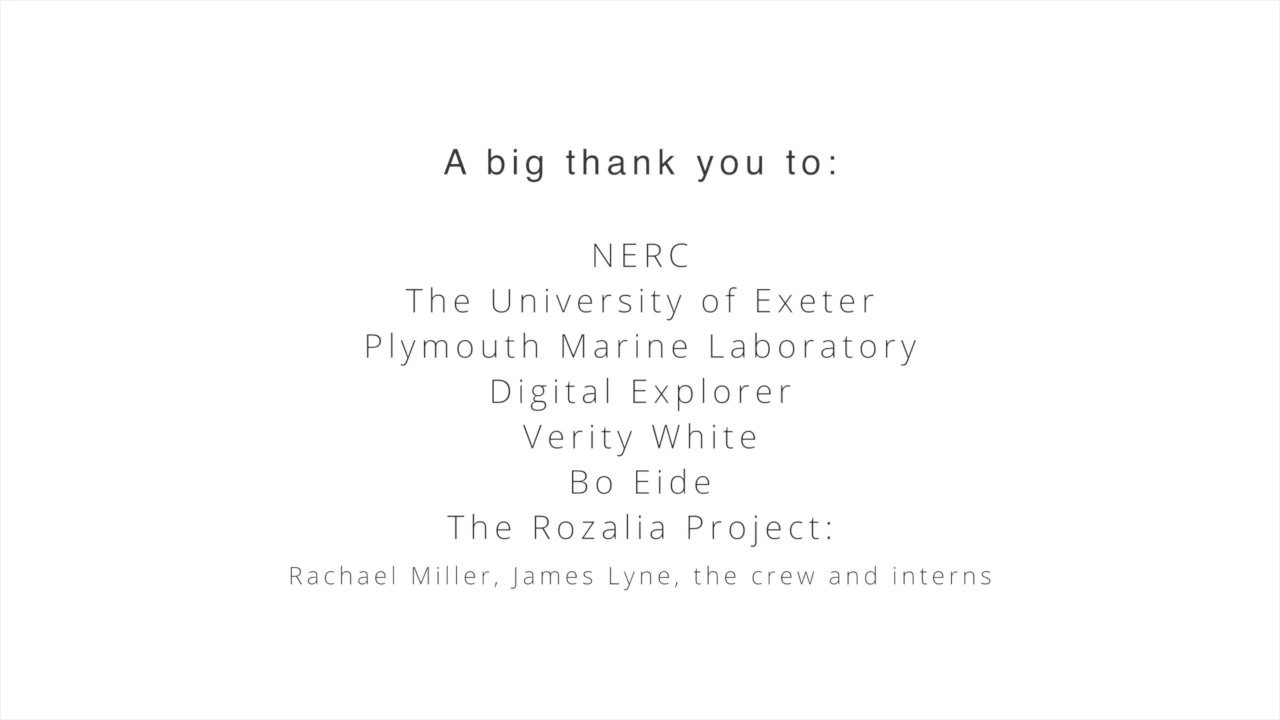 A big thank you to:
NERC
The University of Exeter
Plymouth Marine Laboratory
Digital Explorer
Verity White
Bo Eide
The Rozalia Project:
Rachael Miller, James Lyne, the crew and interns